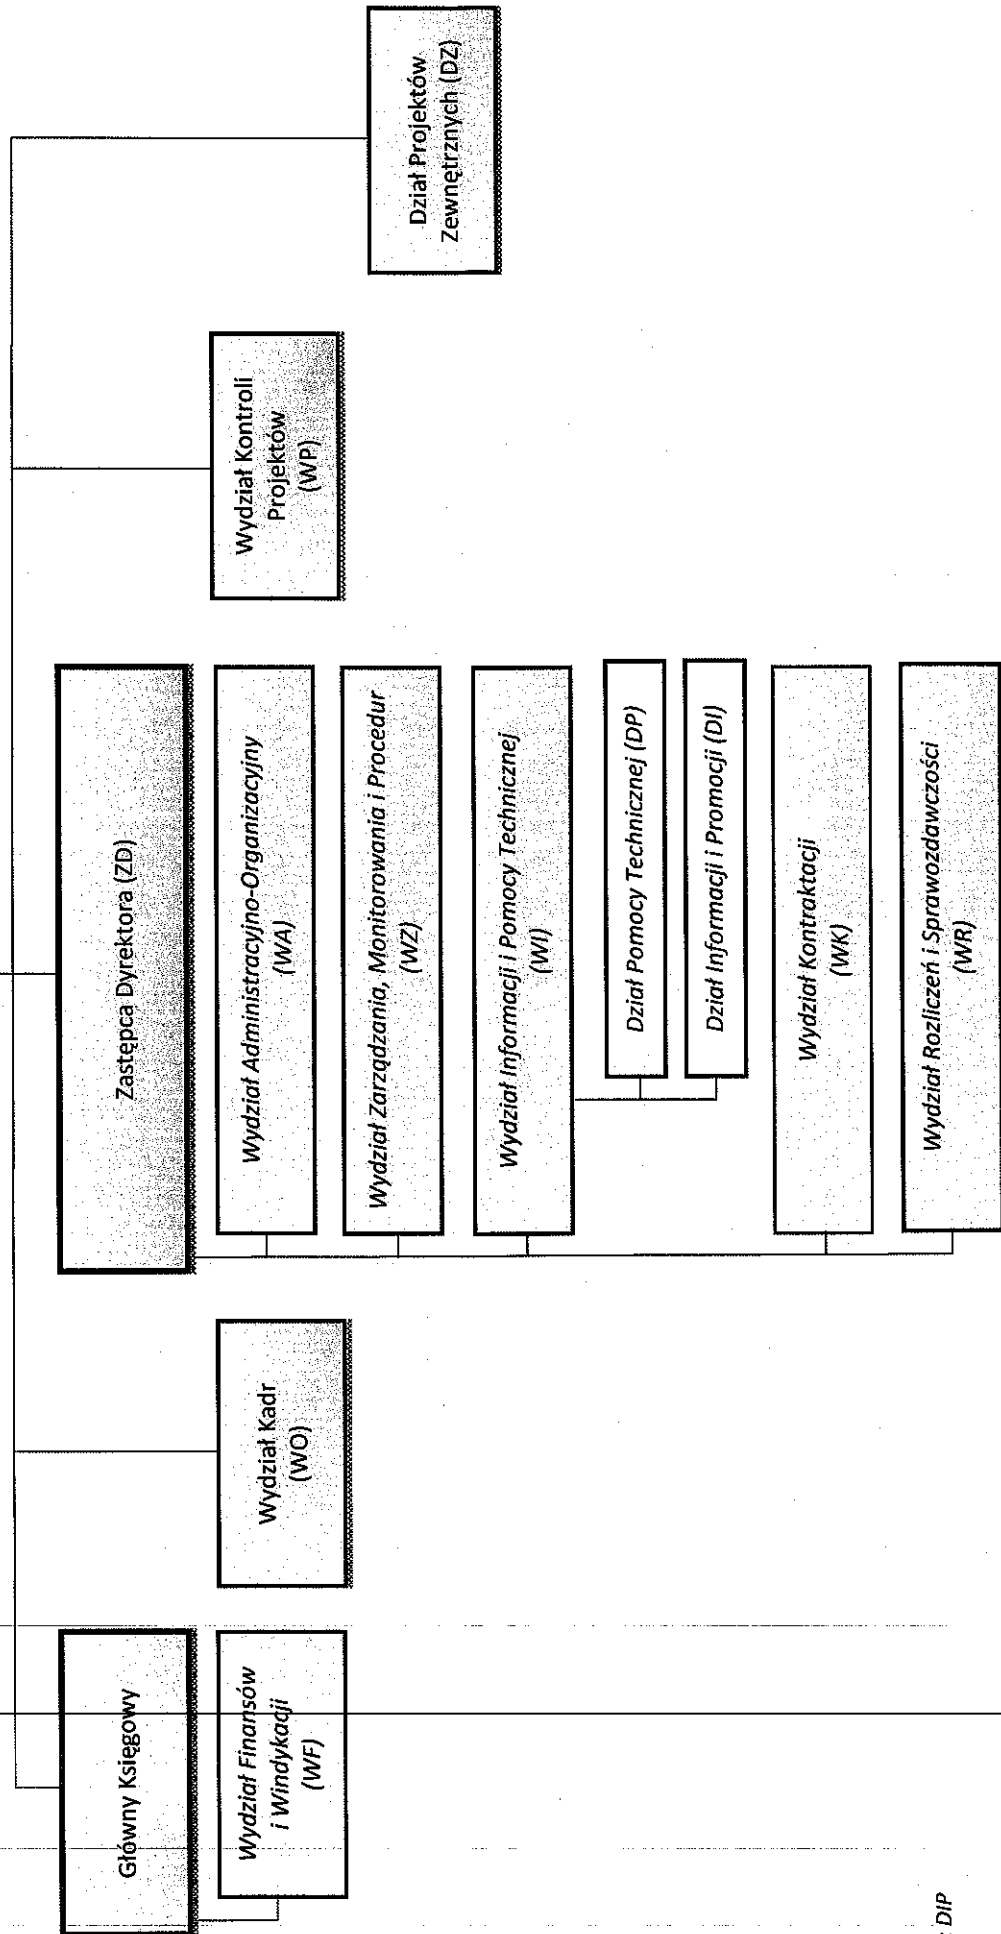 Główny Księgowy
Wydział Finansów
i Windykacji
(WF)
Wydział Kadr
(WO)
Zastępca Dyrektora (ZD)
Wydział Administracyjno-Organizacyjny
(WA)
Wydział Zarządzania, Monitorowania i Procedur
(WZ)
Wydział Informacji i Pomocy Technicznej
(WI)
Dział Pomocy Technicznej (DP)
Dział Informacji i Promocji (DI)
Wydział Kontraktacji
(WK)
Wydział Rozliczeń i Sprawozdawczości
(WR)
Wydział Kontroli
Projektów
(WP)
Dział Projektów
Zewnętrznych (DZ)
DIP